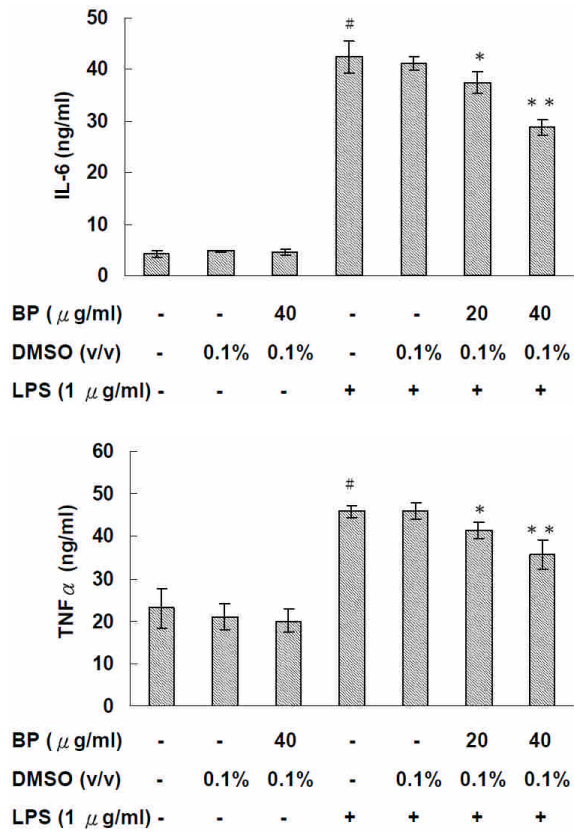 50
#
40
*
* *
30
IL-6 (ng/ml)
20
10
0
BP ( μ g/ml) - - 40 - - 20 40
DMSO (v/v) - 0.1% 0.1% - 0.1% 0.1% 0.1%
LPS (1 μ g/ml) - - - + + + +
60
50
#
*
40
* *
30
TNF α (ng/ml)
20
10
0
BP ( μ g/ml) - - 40 - - 20 40
DMSO (v/v) - 0.1% 0.1% - 0.1% 0.1% 0.1%
LPS (1 μ g/ml) - - - + + + +